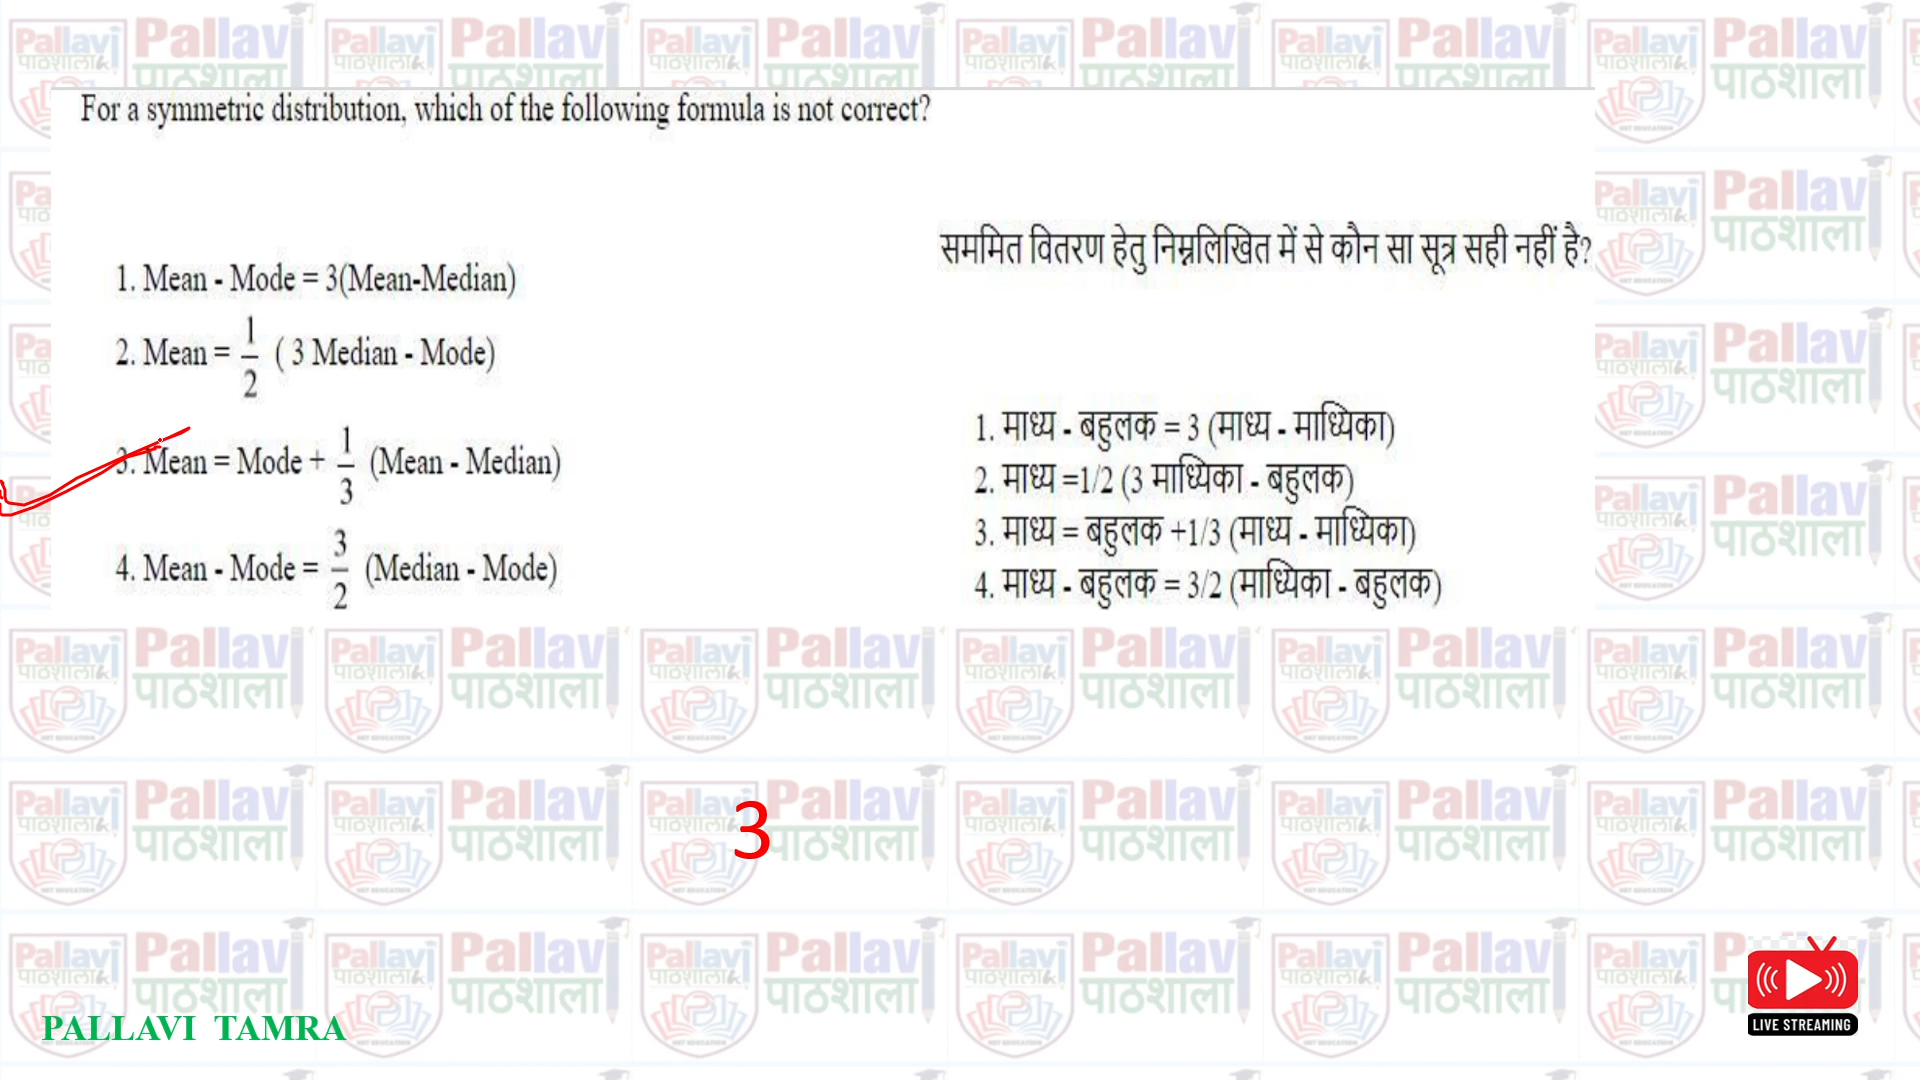 For a symmetric distribution, which of the following formula is not correct?
1. Mean - Mode = 3(Mean-Median)
2. Mean = 1/2 ( 3 Median - Mode)
3. Mean = Mode + 1/3 (Mean - Median)
4. Mean - Mode = 3/2 (Median - Mode)
सममित वितरण हेतु निम्नलिखित में से कौन सा सूत्र सही नहीं है?
1. माध्य - बहुलक = 3 (माध्य - माध्यिका)
2. माध्य =1/2 (3 माध्यिका - बहुलक)
3. माध्य = बहुलक +1/3 (माध्य - माध्यिका)
4. माध्य - बहुलक = 3/2 (माध्यिका - बहुलक)
3
PALLAVI TAMRA
LIVE STREAMING
Pallavi
पाठशाला